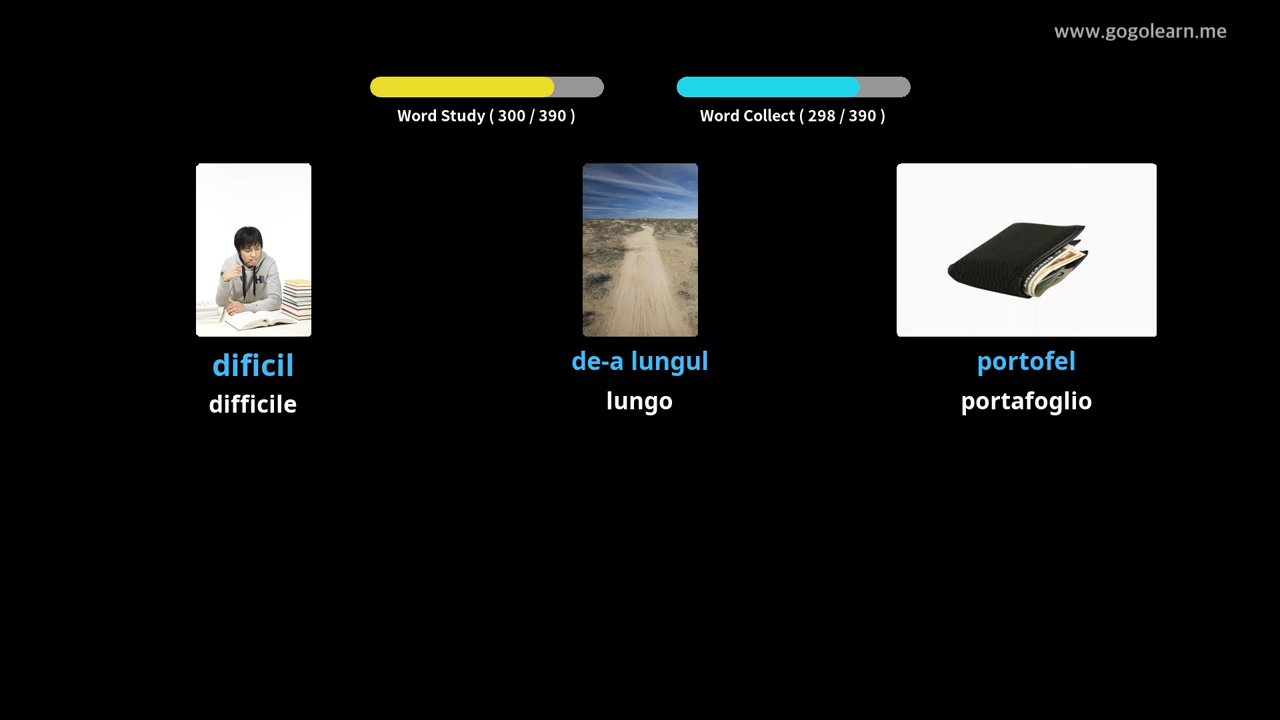 www.gogolearn.me
Word Study ( 300 / 390 )
Word Collect ( 298 / 390 )
dificil
difficile
de-a lungul
lungo
portofel
portafoglio